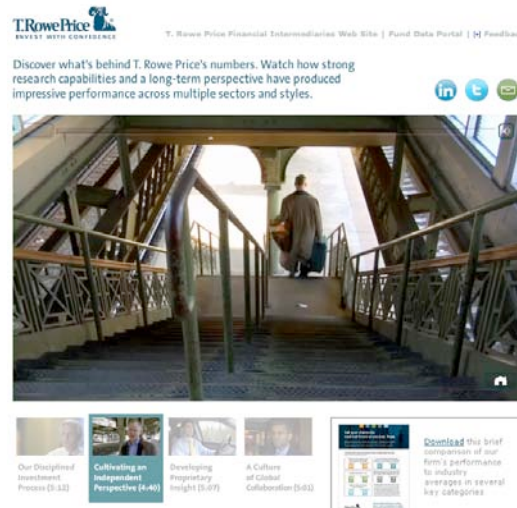 T.RowePrice
INVEST WITH CONFIDENCE
T. Rowe Price Financial Intermediaries Web Site | Fund Data Portal | [+] Feedbac
Discover what's behind T. Rowe Price's numbers. Watch how strong
research capabilities and a long-term perspective have produced
impressive performance across multiple sectors and styles.
in
t
Our Disciplined
Investment
Process (5:12)
Cultivating an
Independent
Perspective (4:40)
Developing
Proprietary
Insight (5:07)
A Culture
of Global
Collaboration (5:01)
Download this brief
comparison of our
firm's performance
to industry
averages in several
key categories